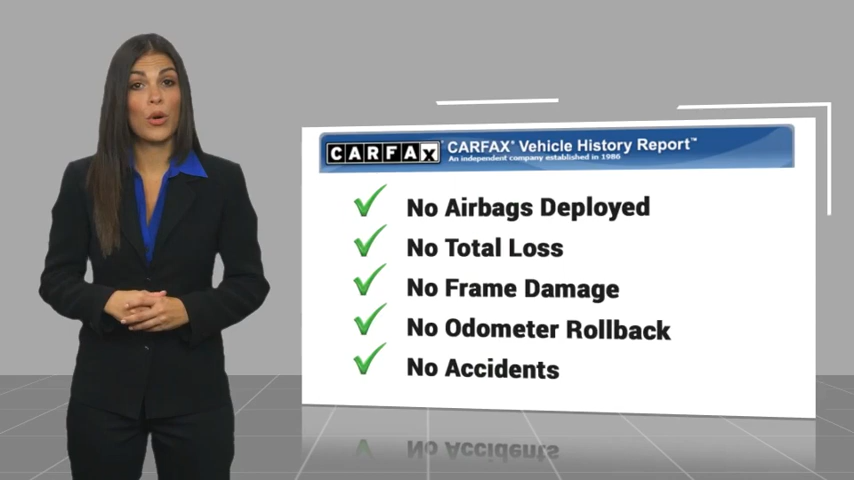 CARFAX CARFAX® Vehicle History Report™
An independent company established in 1986
No Airbags Deployed
No Total Loss
No Frame Damage
No Odometer Rollback
No Accidents
No Accidents